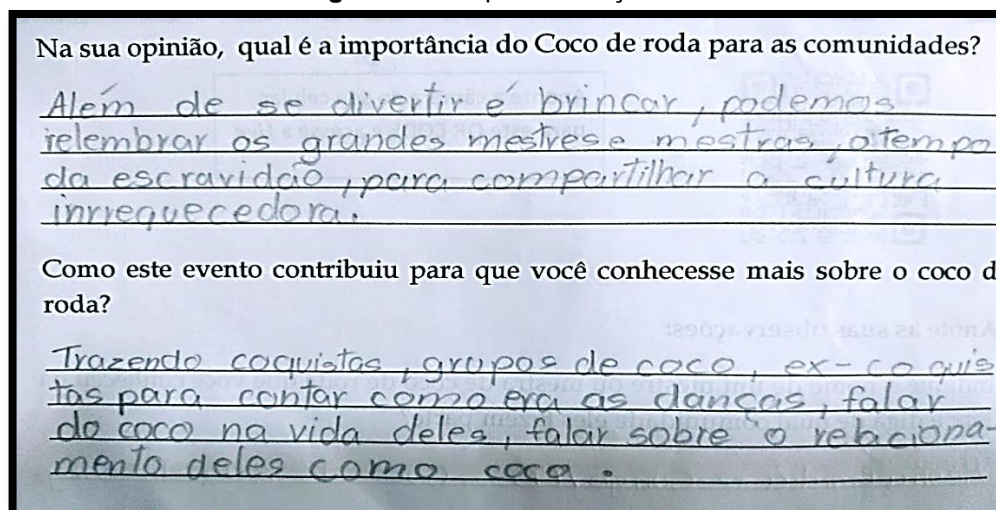 Na sua opinião, qual é a importância do Coco de roda para as comunidades?
Além de se divertir é brincar, podemos
relembrar os grandes mestres e mestras, o tempo
da escravidão, para compartilhar a cultura
inrrequecedora.
Como este evento contribuiu para que você conhecesse mais sobre o coco d
roda?
Trazendo coquistas, grupos de coco, ex-coquis
tas para contar como era as danças, falar
do coco na vida deles, falar sobre o relaciona-
mento deles como coco.